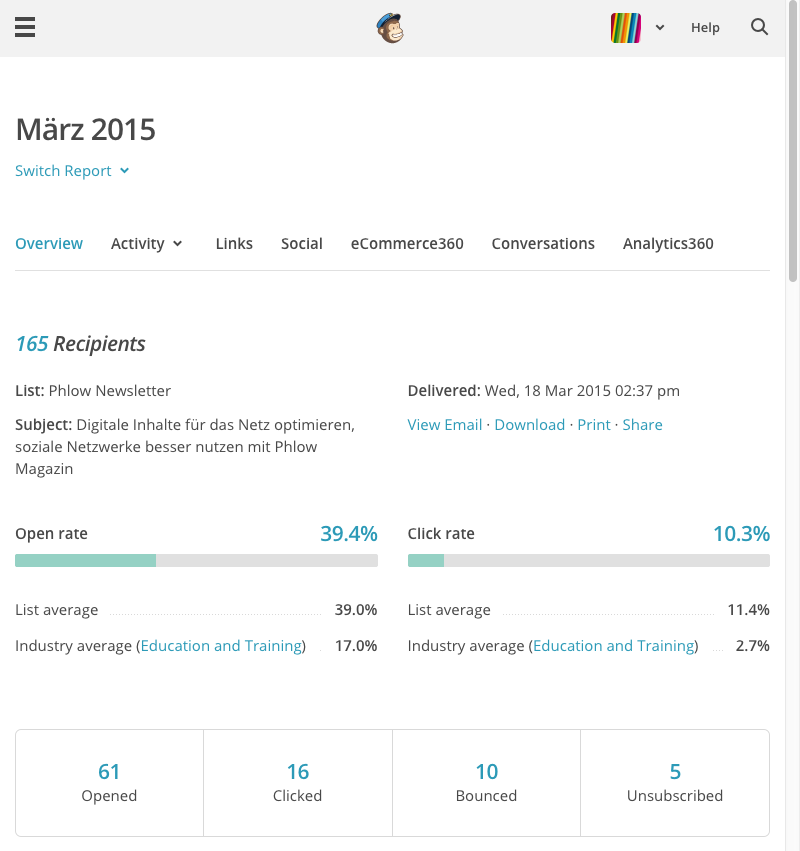 Help
März 2015
Switch Report
Overview Activity Links Social eCommerce360 Conversations Analytics360
165 Recipients
List: Phlow Newsletter
Subject: Digitale Inhalte für das Netz optimieren,
soziale Netzwerke besser nutzen mit Phlow
Magazin
Delivered: Wed, 18 Mar 2015 02:37 pm
View Email · Download · Print · Share
Open rate 39.4%
List average 39.0%
Industry average (Education and Training) 17.0%
Click rate 10.3%
List average 11.4%
Industry average (Education and Training) 2.7%
61
Opened
16
Clicked
10
Bounced
5
Unsubscribed